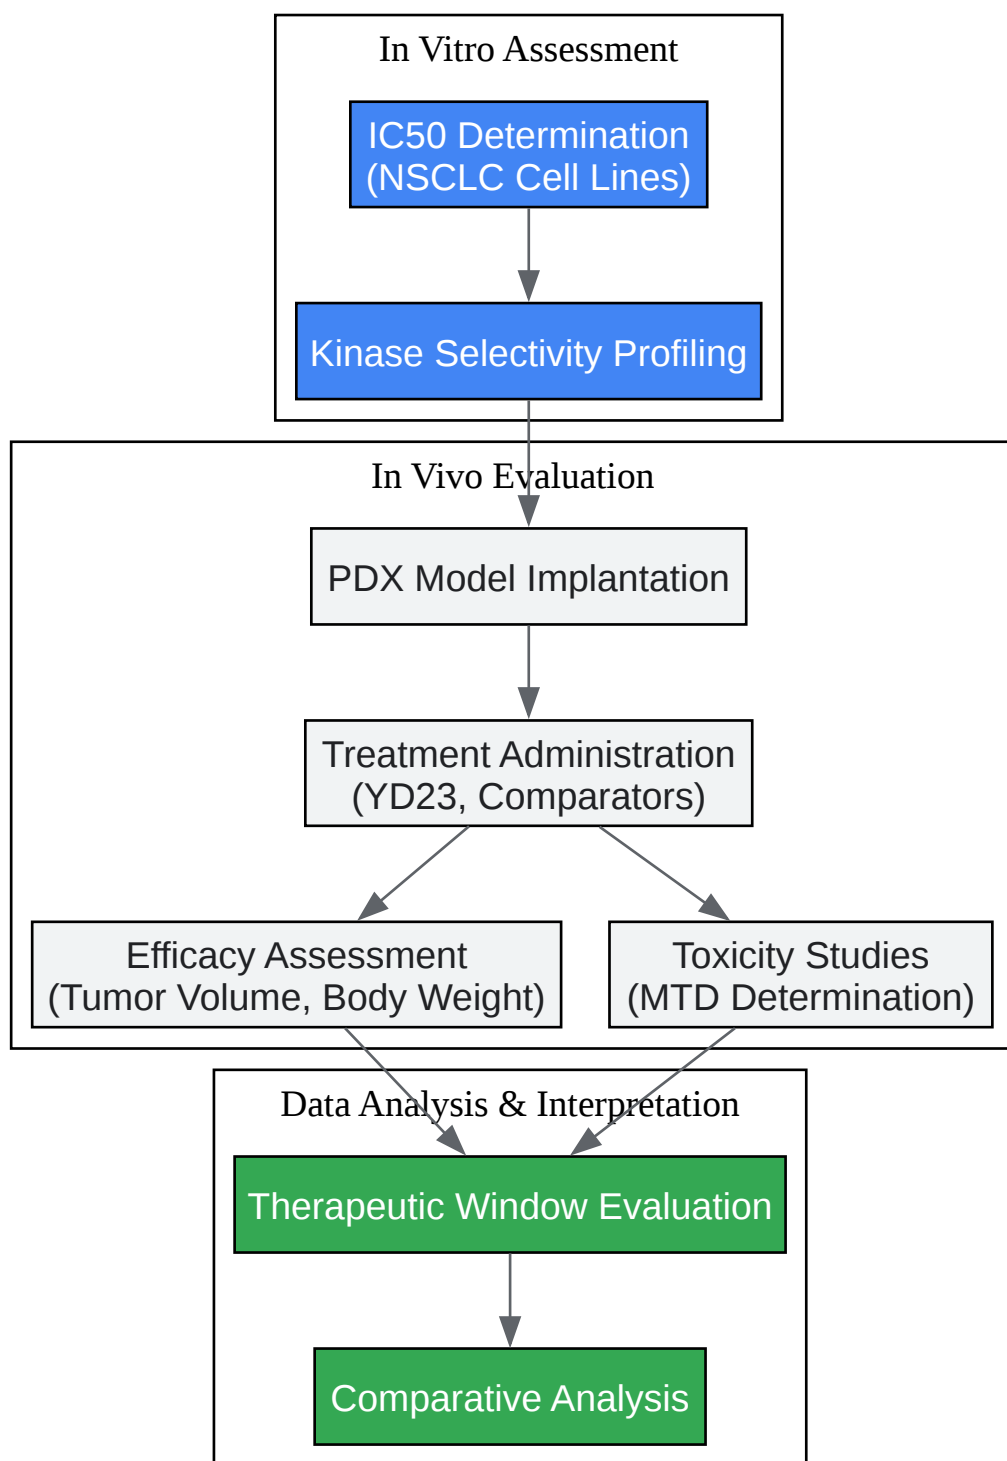 In Vitro Assessment
IC50 Determination
(NSCLC Cell Lines)
Kinase Selectivity Profiling
In Vivo Evaluation
PDX Model Implantation
Treatment Administration
(YD23, Comparators)
Efficacy Assessment
(Tumor Volume, Body Weight)
Toxicity Studies
(MTD Determination)
Data Analysis & Interpretation
Therapeutic Window Evaluation
Comparative Analysis